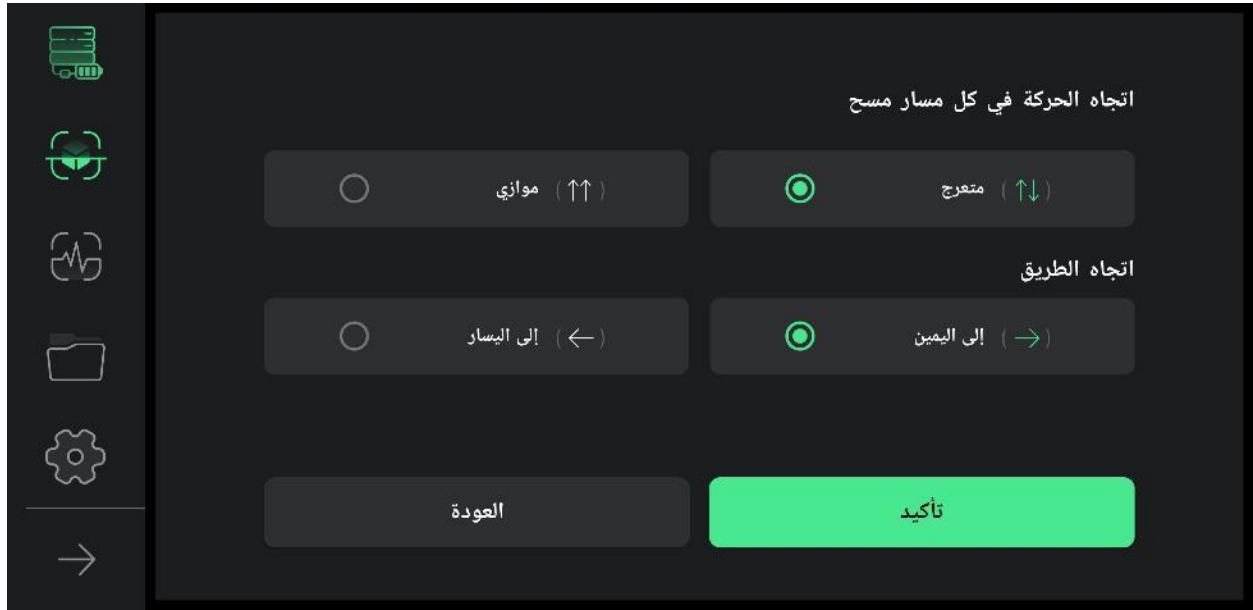 اتجاه الحركة في كل مسار مسح
(↑↓) متعرج
(↑↑) موازي
اتجاه الطريق
(→) إلى اليمين
(←) إلى اليسار
تأكيد
العودة